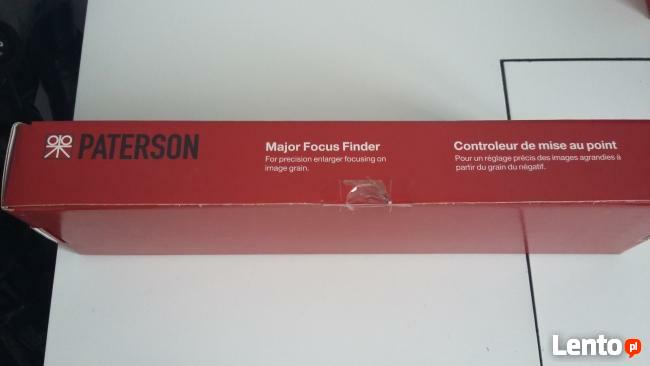 PATERSON
Major Focus Finder
For precision enlarger focusing on
image grain.
Controleur de mise au point
Pour un réglage précis des images agrandies à
partir du grain du négatif.
Lento pl